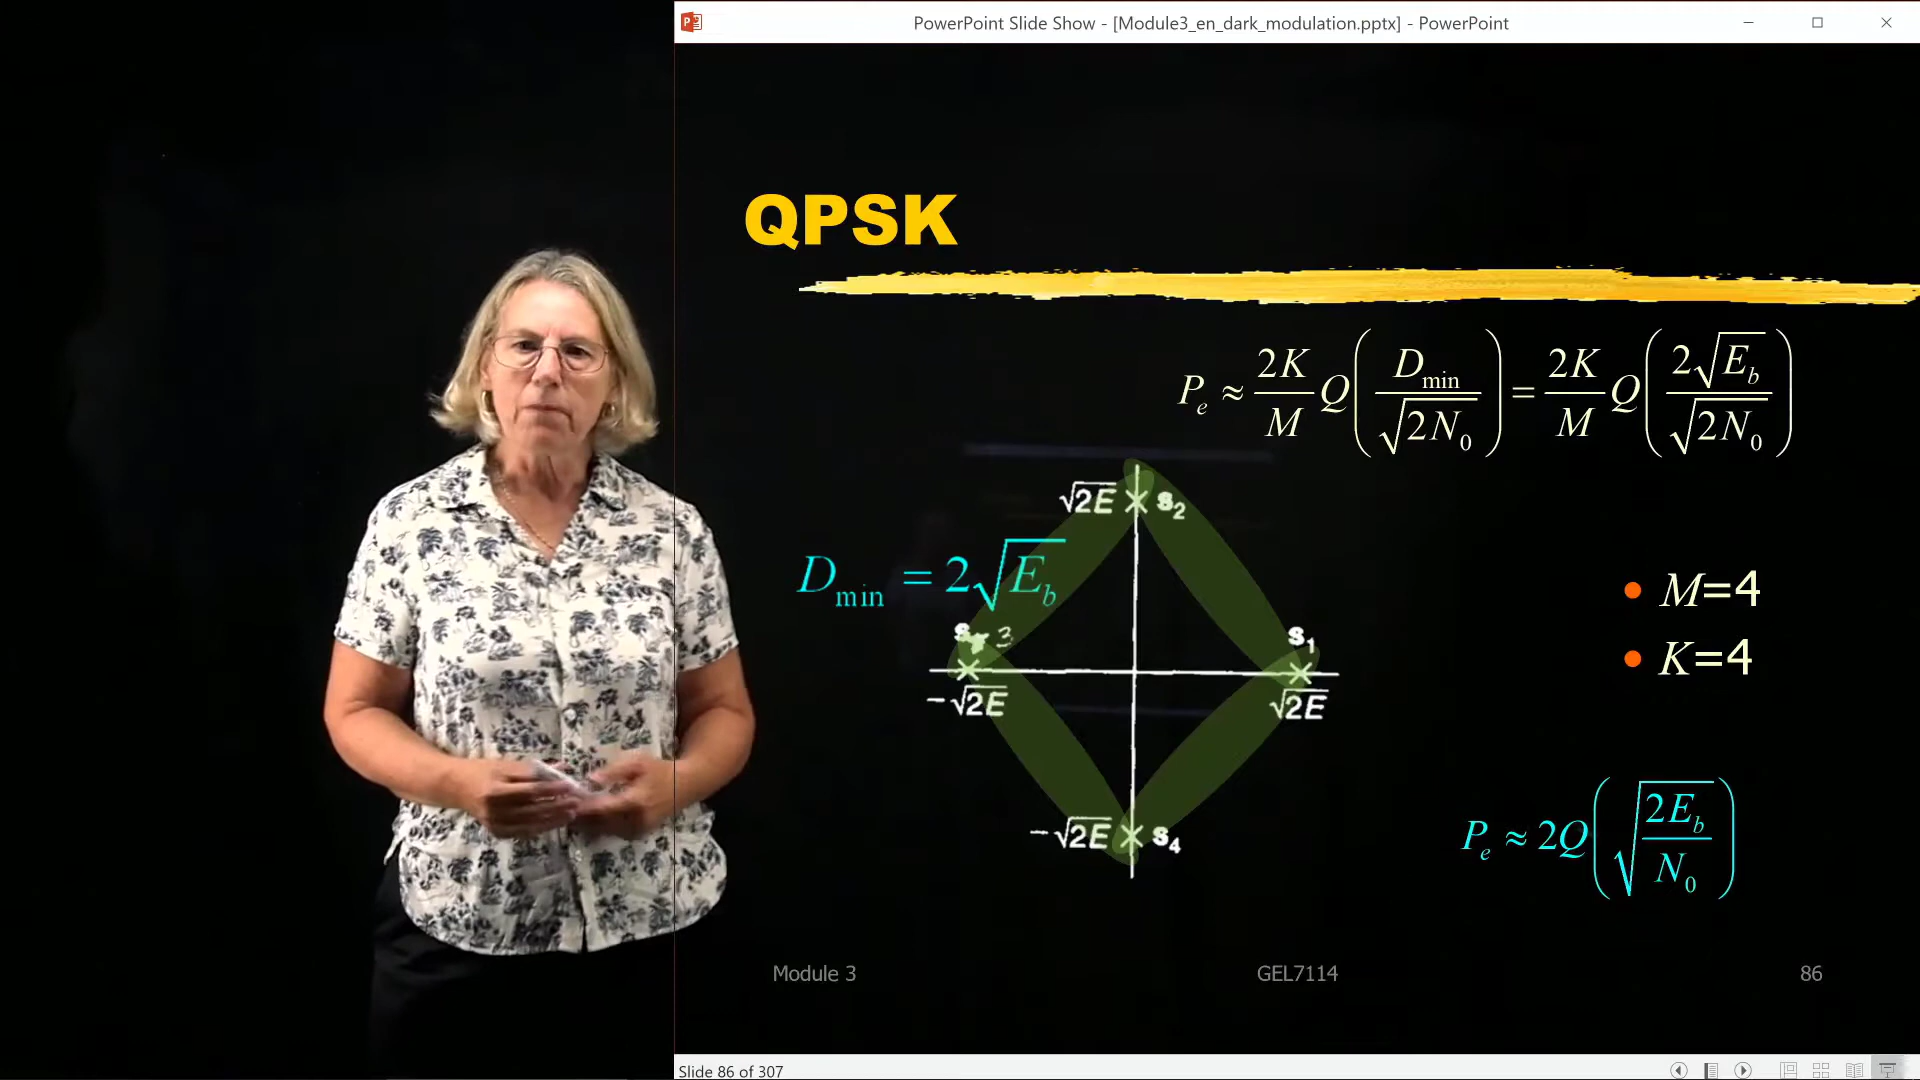 PowerPoint Slide Show - [Module3_en_dark_modulation.pptx] - PowerPoint
QPSK
P_e ≈ 2K/M Q(D_min/√(2N_0)) = 2K/M Q(2√E_b/√(2N_0))
√2E s_2
D_min = 2√E_b
3
s_1
−√2E
√2E
−√2E s_4
• M=4
• K=4
P_e ≈ 2Q(√(2E_b/N_0))
Module 3
GEL7114
86
Slide 86 of 307